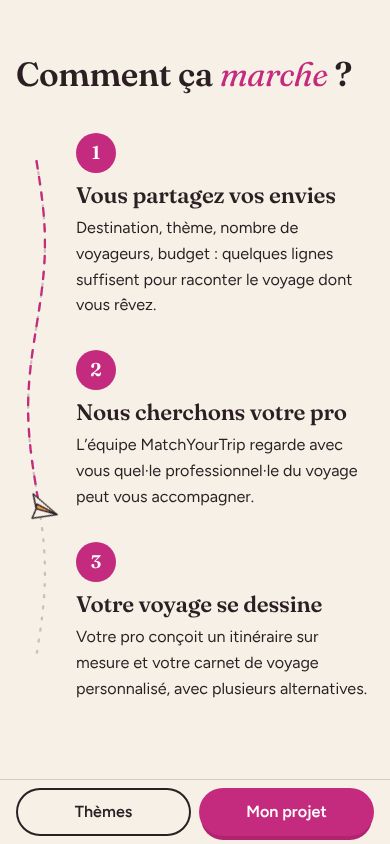 Comment ça marche ?
1
Vous partagez vos envies
Destination, thème, nombre de
voyageurs, budget : quelques lignes
suffisent pour raconter le voyage dont
vous rêvez.
2
Nous cherchons votre pro
L'équipe MatchYourTrip regarde avec
vous quel·le professionnel·le du voyage
peut vous accompagner.
3
Votre voyage se dessine
Votre pro conçoit un itinéraire sur
mesure et votre carnet de voyage
personnalisé, avec plusieurs alternatives.
Thèmes
Mon projet